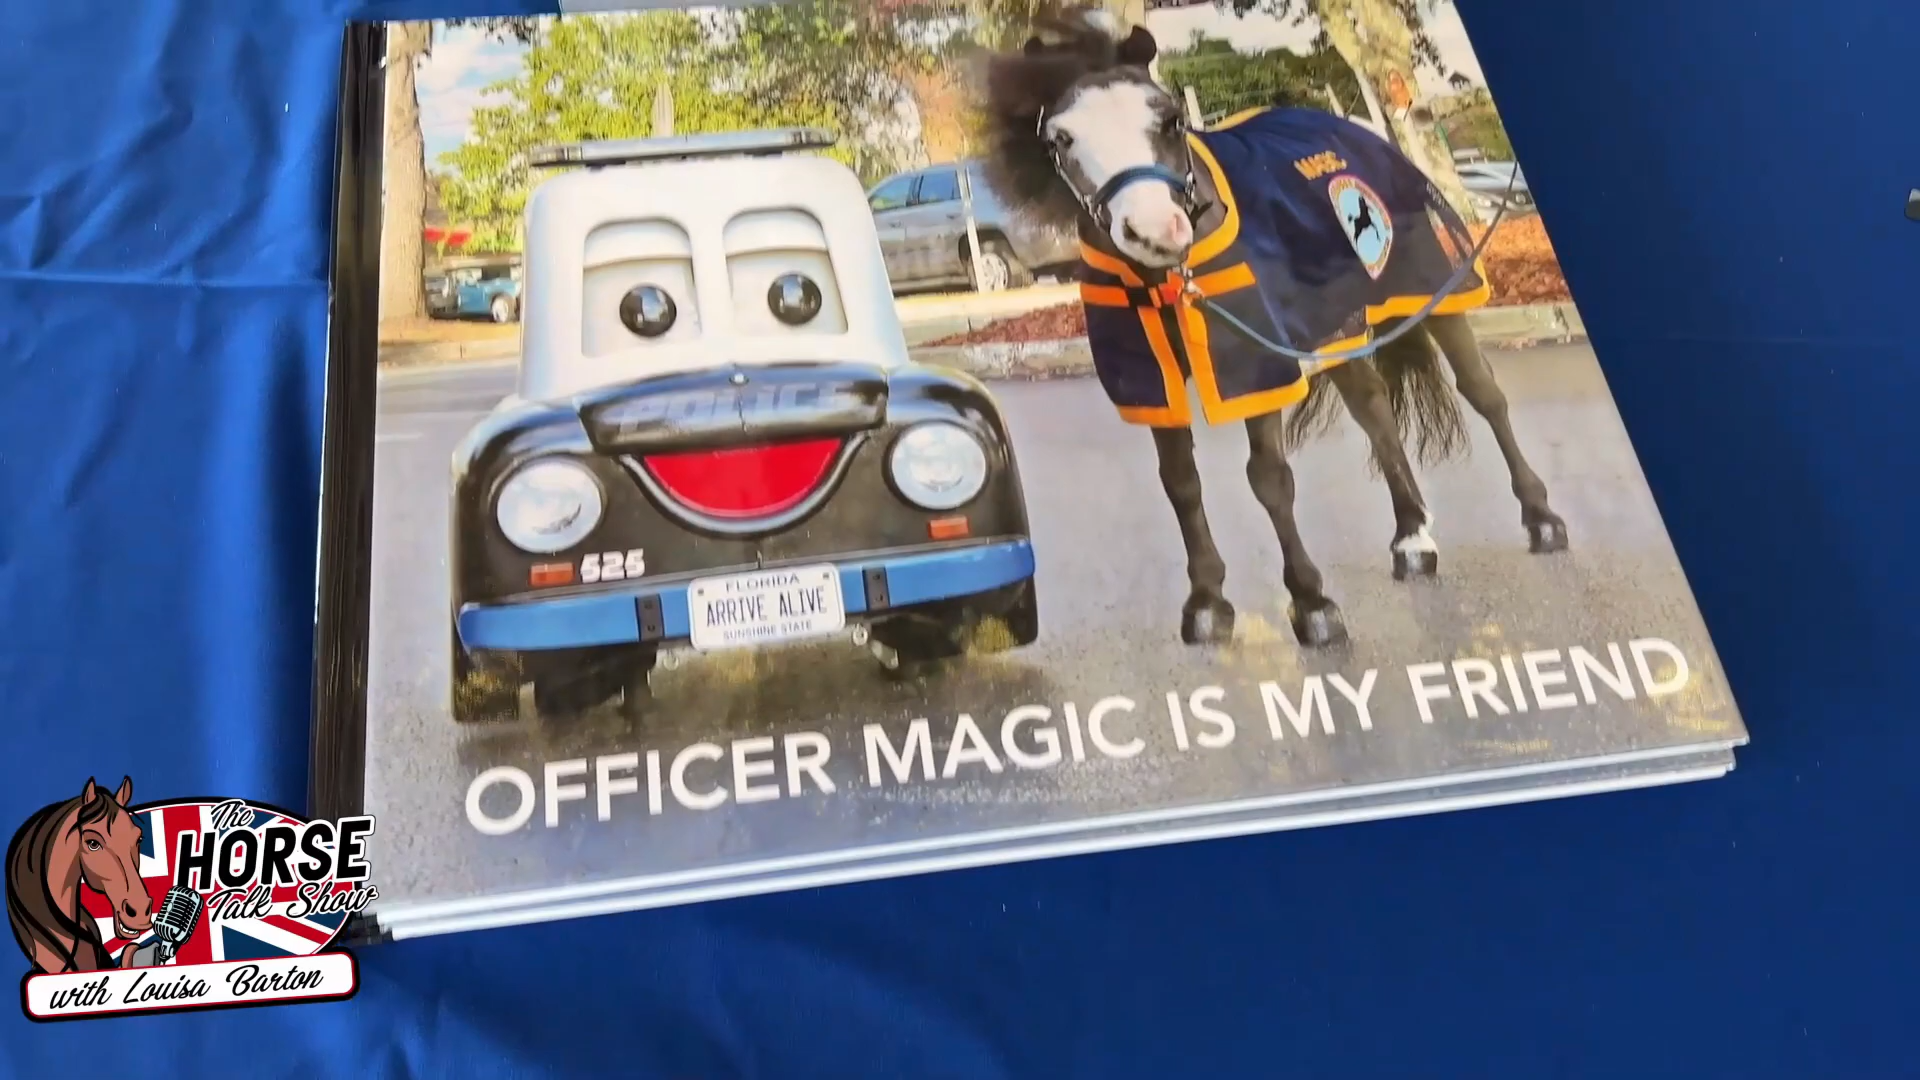 MAGIC
POLICE
525
FLORIDA
ARRIVE ALIVE
SUNSHINE STATE
OFFICER MAGIC IS MY FRIEND
The
HORSE
Talk Show
with Louisa Barton